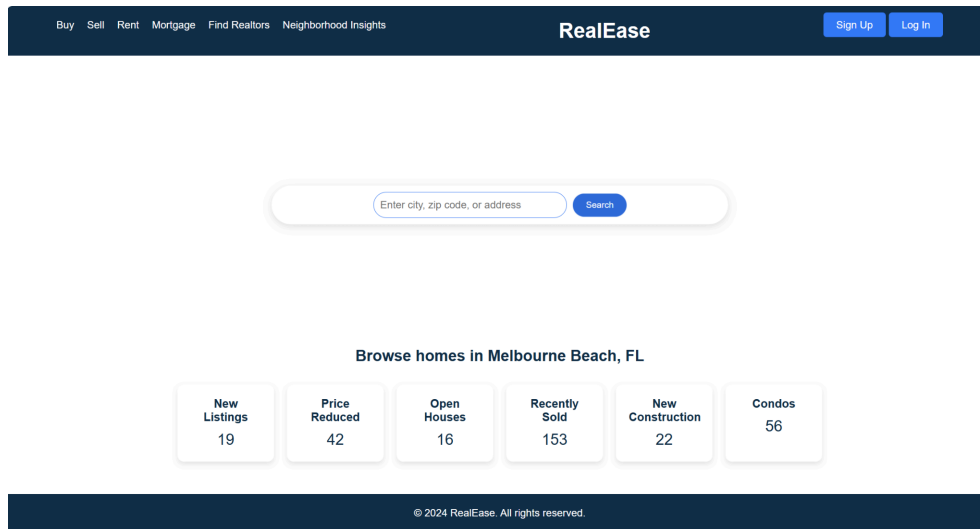 Buy Sell Rent Mortgage Find Realtors Neighborhood Insights
RealEase
Sign Up Log In
Enter city, zip code, or address
Search
Browse homes in Melbourne Beach, FL
New
Listings
19
Price
Reduced
42
Open
Houses
16
Recently
Sold
153
New
Construction
22
Condos
56
© 2024 RealEase. All rights reserved.